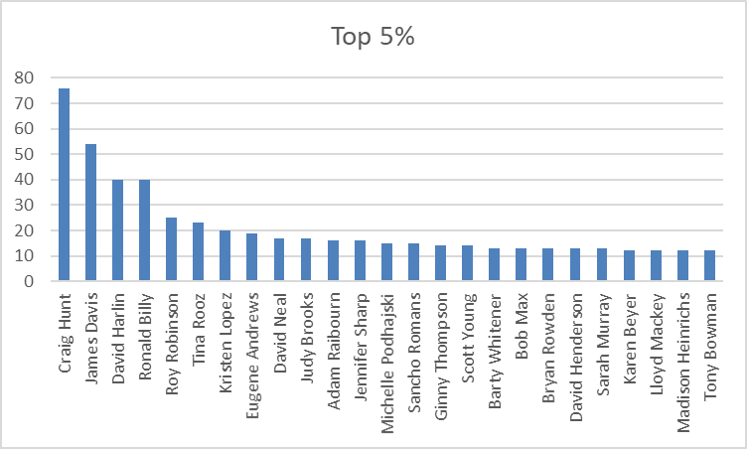 Top 5%
80
70
60
50
40
30
20
10
0
Craig Hunt
James Davis
David Harlin
Ronald Billy
Roy Robinson
Tina Rooz
Kristen Lopez
Eugene Andrews
David Neal
Judy Brooks
Adam Raibourn
Jennifer Sharp
Michelle Podhajski
Sancho Romans
Ginny Thompson
Scott Young
Barty Whitener
Bob Max
Bryan Rowden
David Henderson
Sarah Murray
Karen Beyer
Lloyd Mackey
Madison Heinrichs
Tony Bowman